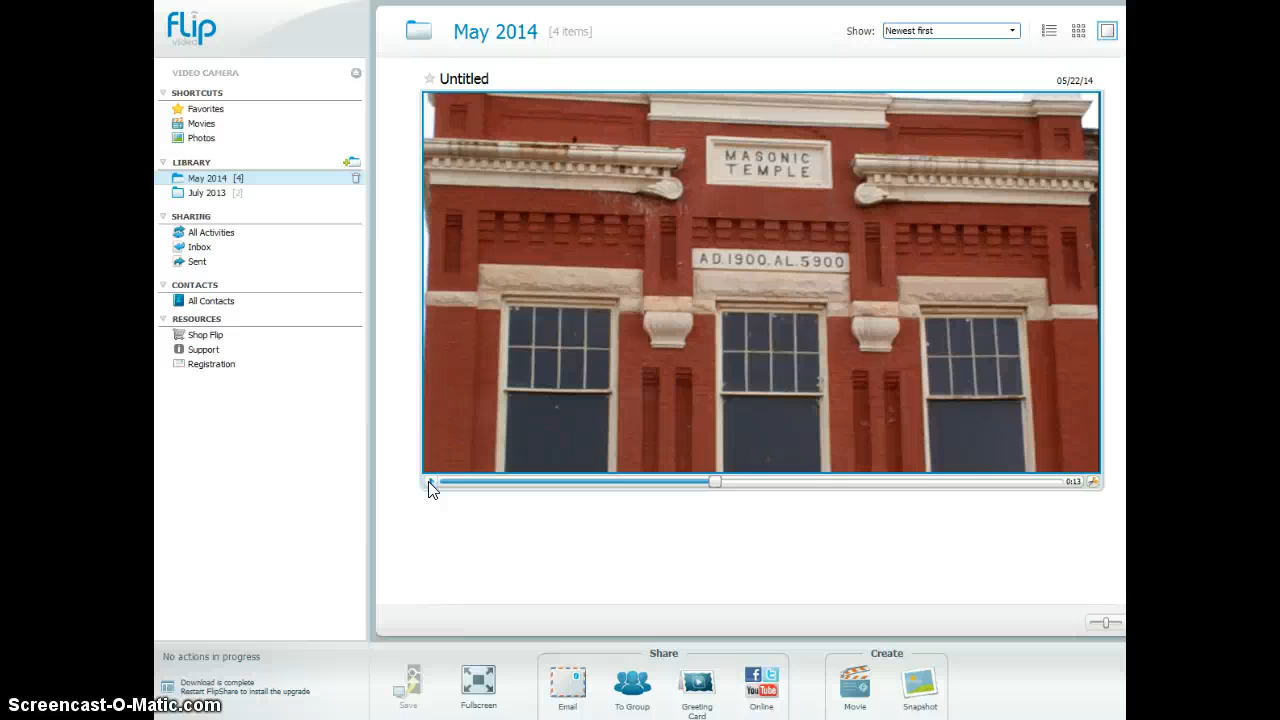 flip
video
May 2014 [4 items]
Show: Newest first
VIDEO CAMERA
SHORTCUTS
Favorites
Movies
Photos
LIBRARY
May 2014 [4]
July 2013 [2]
SHARING
All Activities
Inbox
Sent
CONTACTS
All Contacts
RESOURCES
Shop Flip
Support
Registration
Untitled
05/22/14
MASONIC
TEMPLE
A.D.1900.A.L.5900
0:13
No actions in progress
Download is complete
Restart FlipShare to install the upgrade
Save
Fullscreen
Share
Email
To Group
Greeting
Card
Online
You Tube
Create
Movie
Snapshot
Screencast-O-Matic.com